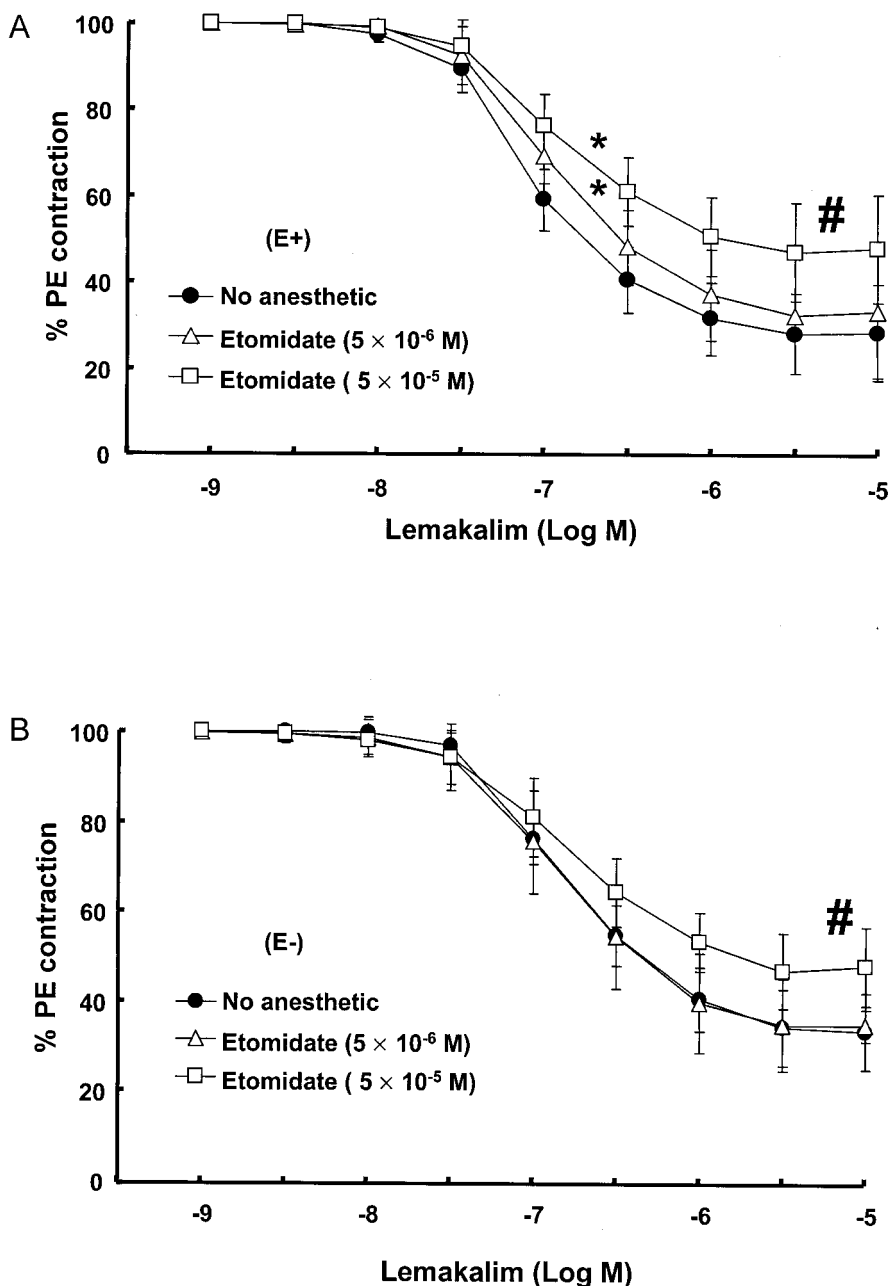 A
% PE contraction
100
80
60
40
20
0
*
*
#
(E+)
No anesthetic
Etomidate (5 × 10⁻⁶ M)
Etomidate ( 5 × 10⁻⁵ M)
-9 -8 -7 -6 -5
Lemakalim (Log M)
B
% PE contraction
100
80
60
40
20
0
#
(E-)
No anesthetic
Etomidate (5 × 10⁻⁶ M)
Etomidate ( 5 × 10⁻⁵ M)
-9 -8 -7 -6 -5
Lemakalim (Log M)